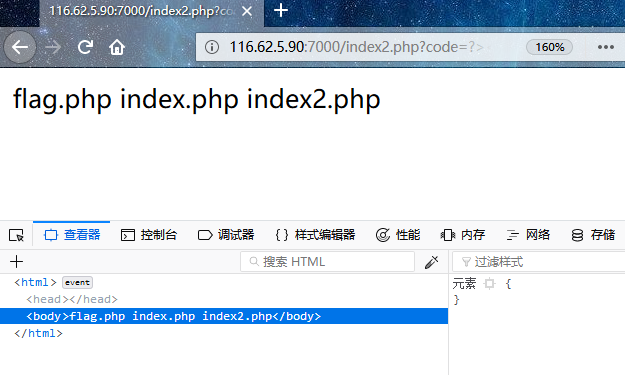 116.62.5.90:7000/index2.php?co
116.62.5.90:7000/index2.php?code=?> 160%
flag.php index.php index2.php
查看器 控制台 调试器 {} 样式编辑器 性能 内存 网络 存储
搜索 HTML 过滤样式
<html> event
<head></head>
<body>flag.php index.php index2.php</body>
</html>
元素 {
}